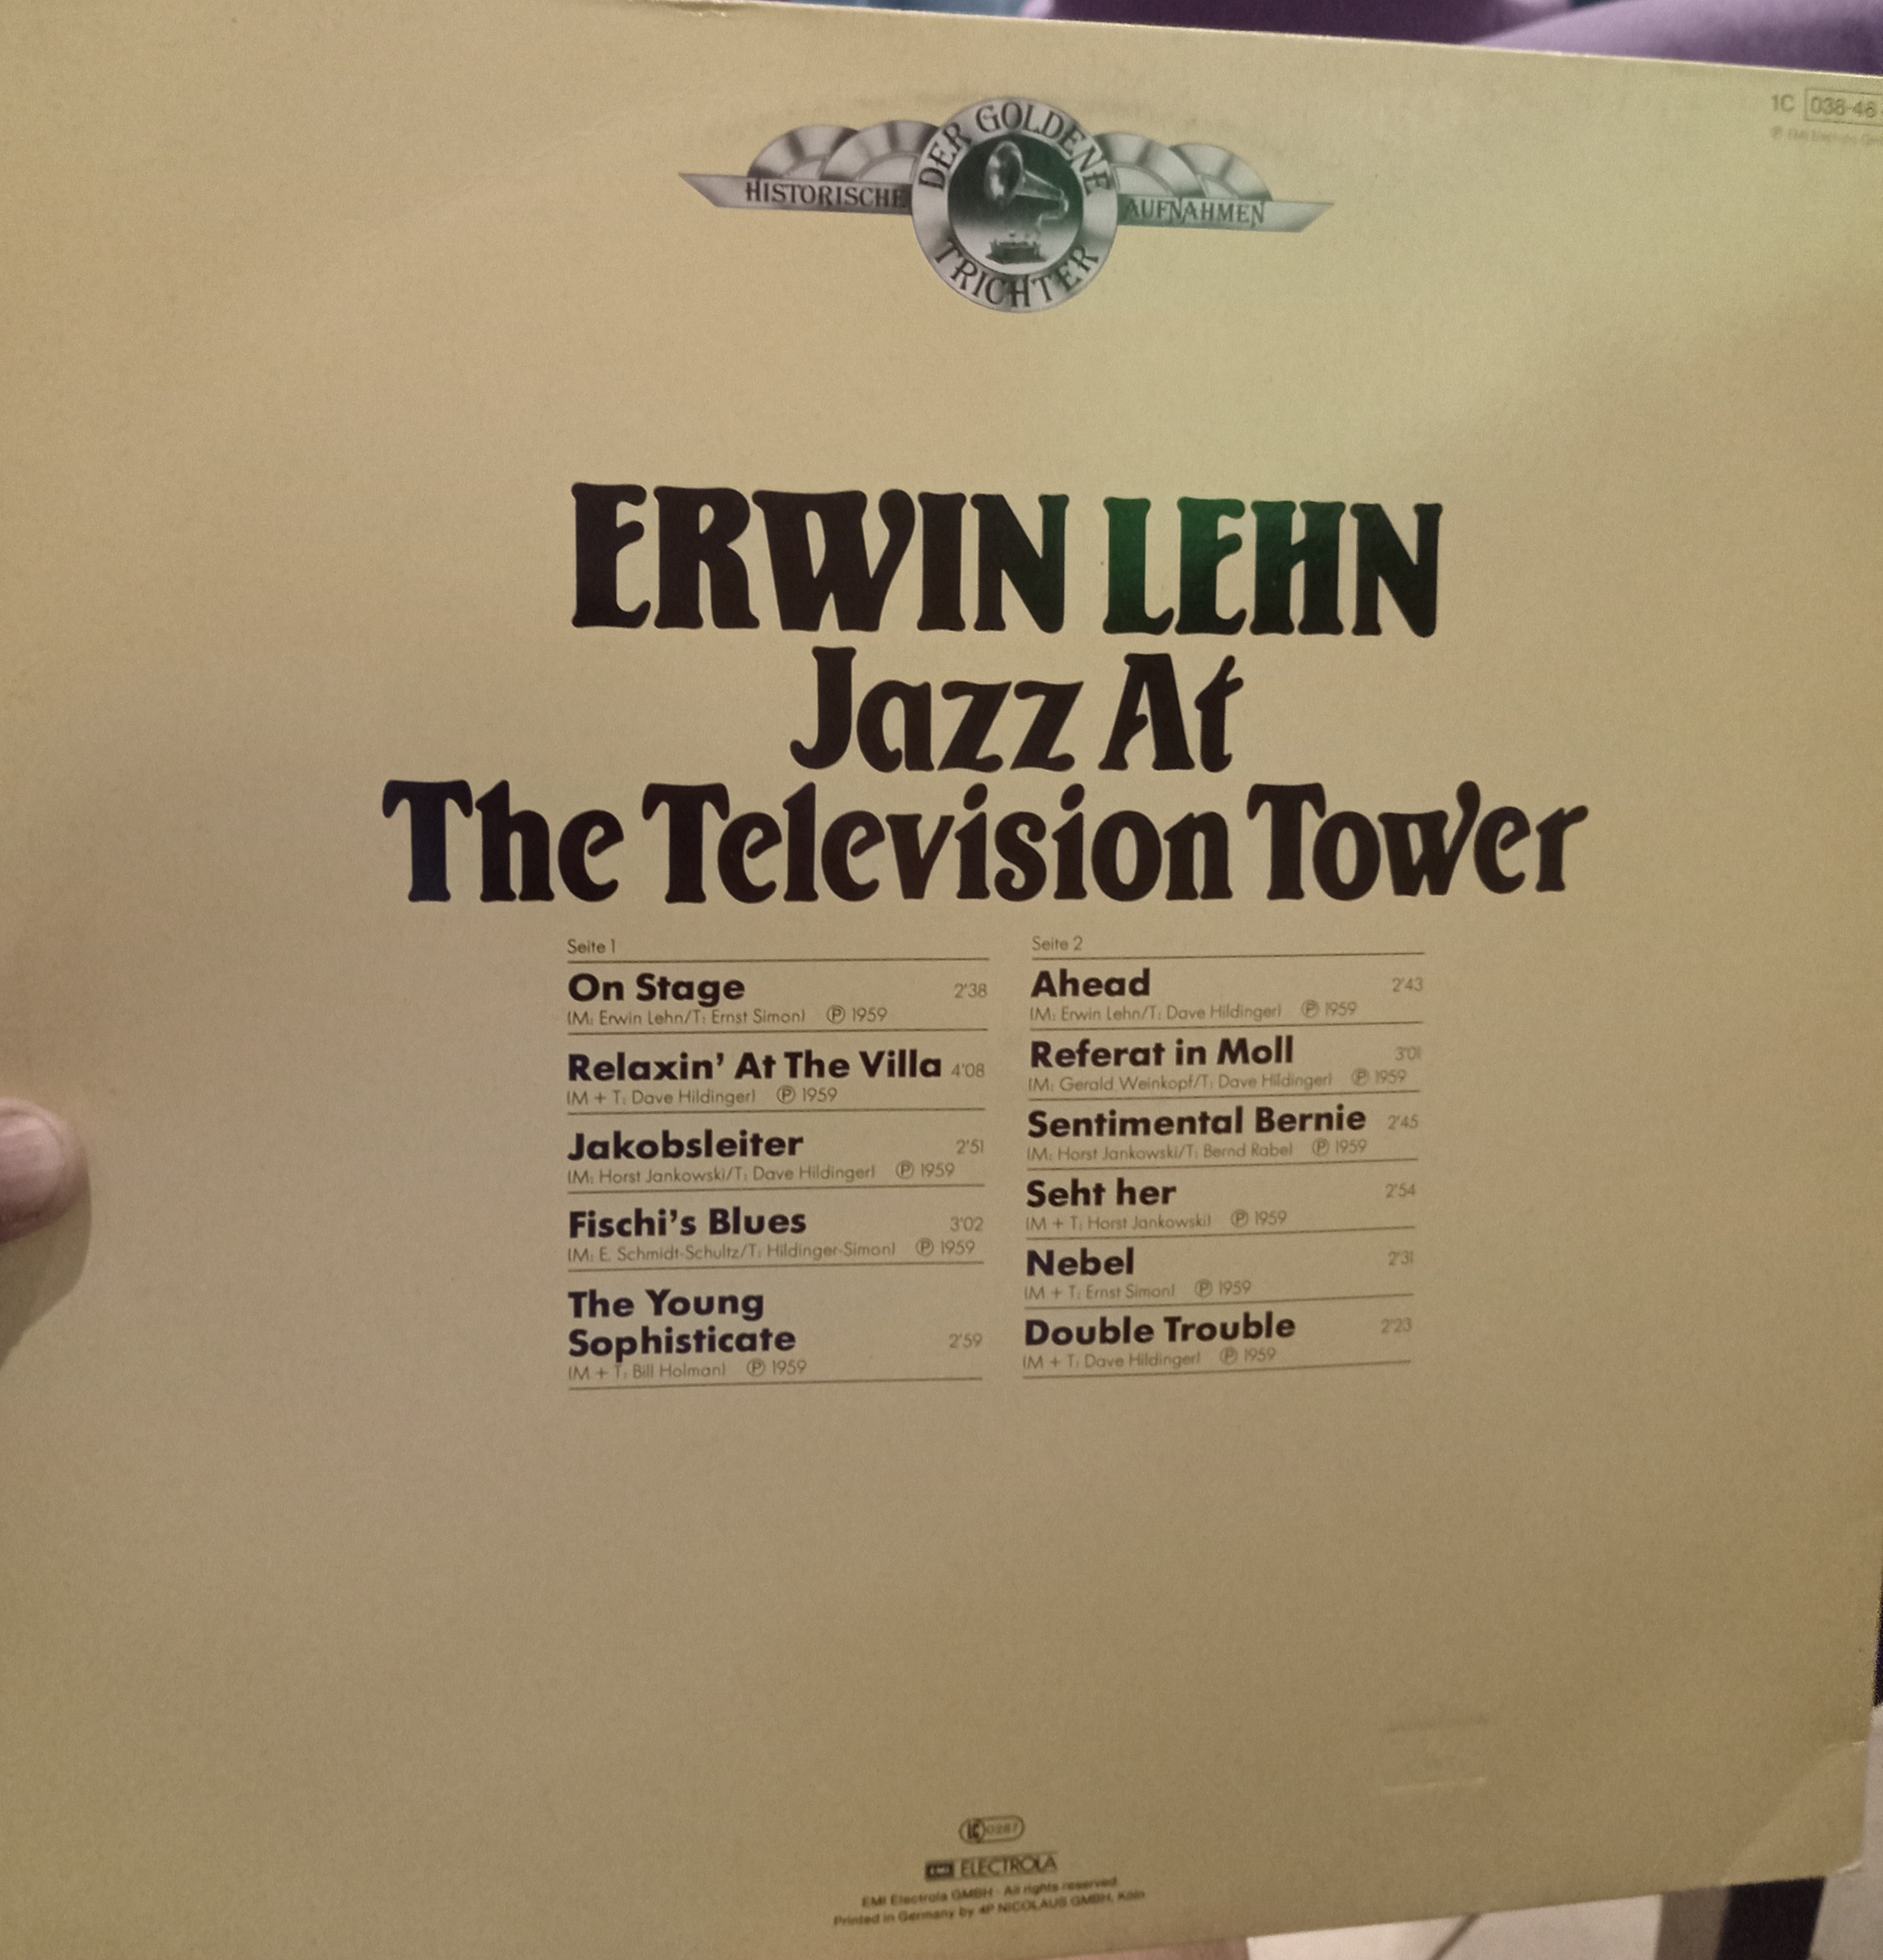 DER GOLDENE
HISTORISCHE AUFNAHMEN
TRICHTER
1C 038-46
ERWIN LEHN
Jazz At
The Television Tower
Seite 1
On Stage 2'38
(M: Erwin Lehn/T: Ernst Simon) Ⓟ 1959
Relaxin' At The Villa 4'08
(M + T: Dave Hildinger) Ⓟ 1959
Jakobsleiter 2'51
(M: Horst Jankowski/T: Dave Hildinger) Ⓟ 1959
Fischi's Blues 3'02
(M: E. Schmidt-Schultz/T: Hildinger-Simon) Ⓟ 1959
The Young
Sophisticate 2'59
(M + T: Bill Holman) Ⓟ 1959
Seite 2
Ahead 2'43
(M: Erwin Lehn/T: Dave Hildinger) Ⓟ 1959
Referat in Moll 3'01
(M: Gerald Weinkopf/T: Dave Hildinger) Ⓟ 1959
Sentimental Bernie 2'45
(M: Horst Jankowski/T: Bernd Rabe) Ⓟ 1959
Seht her 2'54
(M + T: Horst Jankowski) Ⓟ 1959
Nebel 2'31
(M + T: Ernst Simon) Ⓟ 1959
Double Trouble 2'23
(M + T: Dave Hildinger) Ⓟ 1959
LC 0287
EMI ELECTROLA
EMI Electrola GMBH · All rights reserved
Printed in Germany by 4P NICOLAUS GMBH, Köln